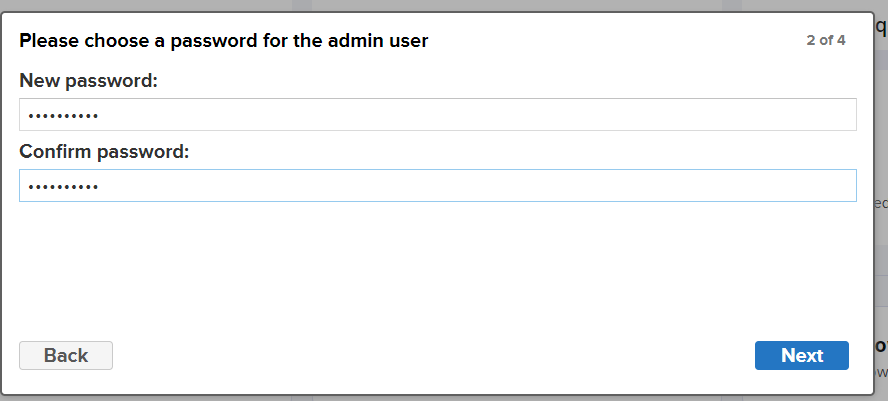 Please choose a password for the admin user
2 of 4
New password:
••••••••••
Confirm password:
••••••••••
Back
Next